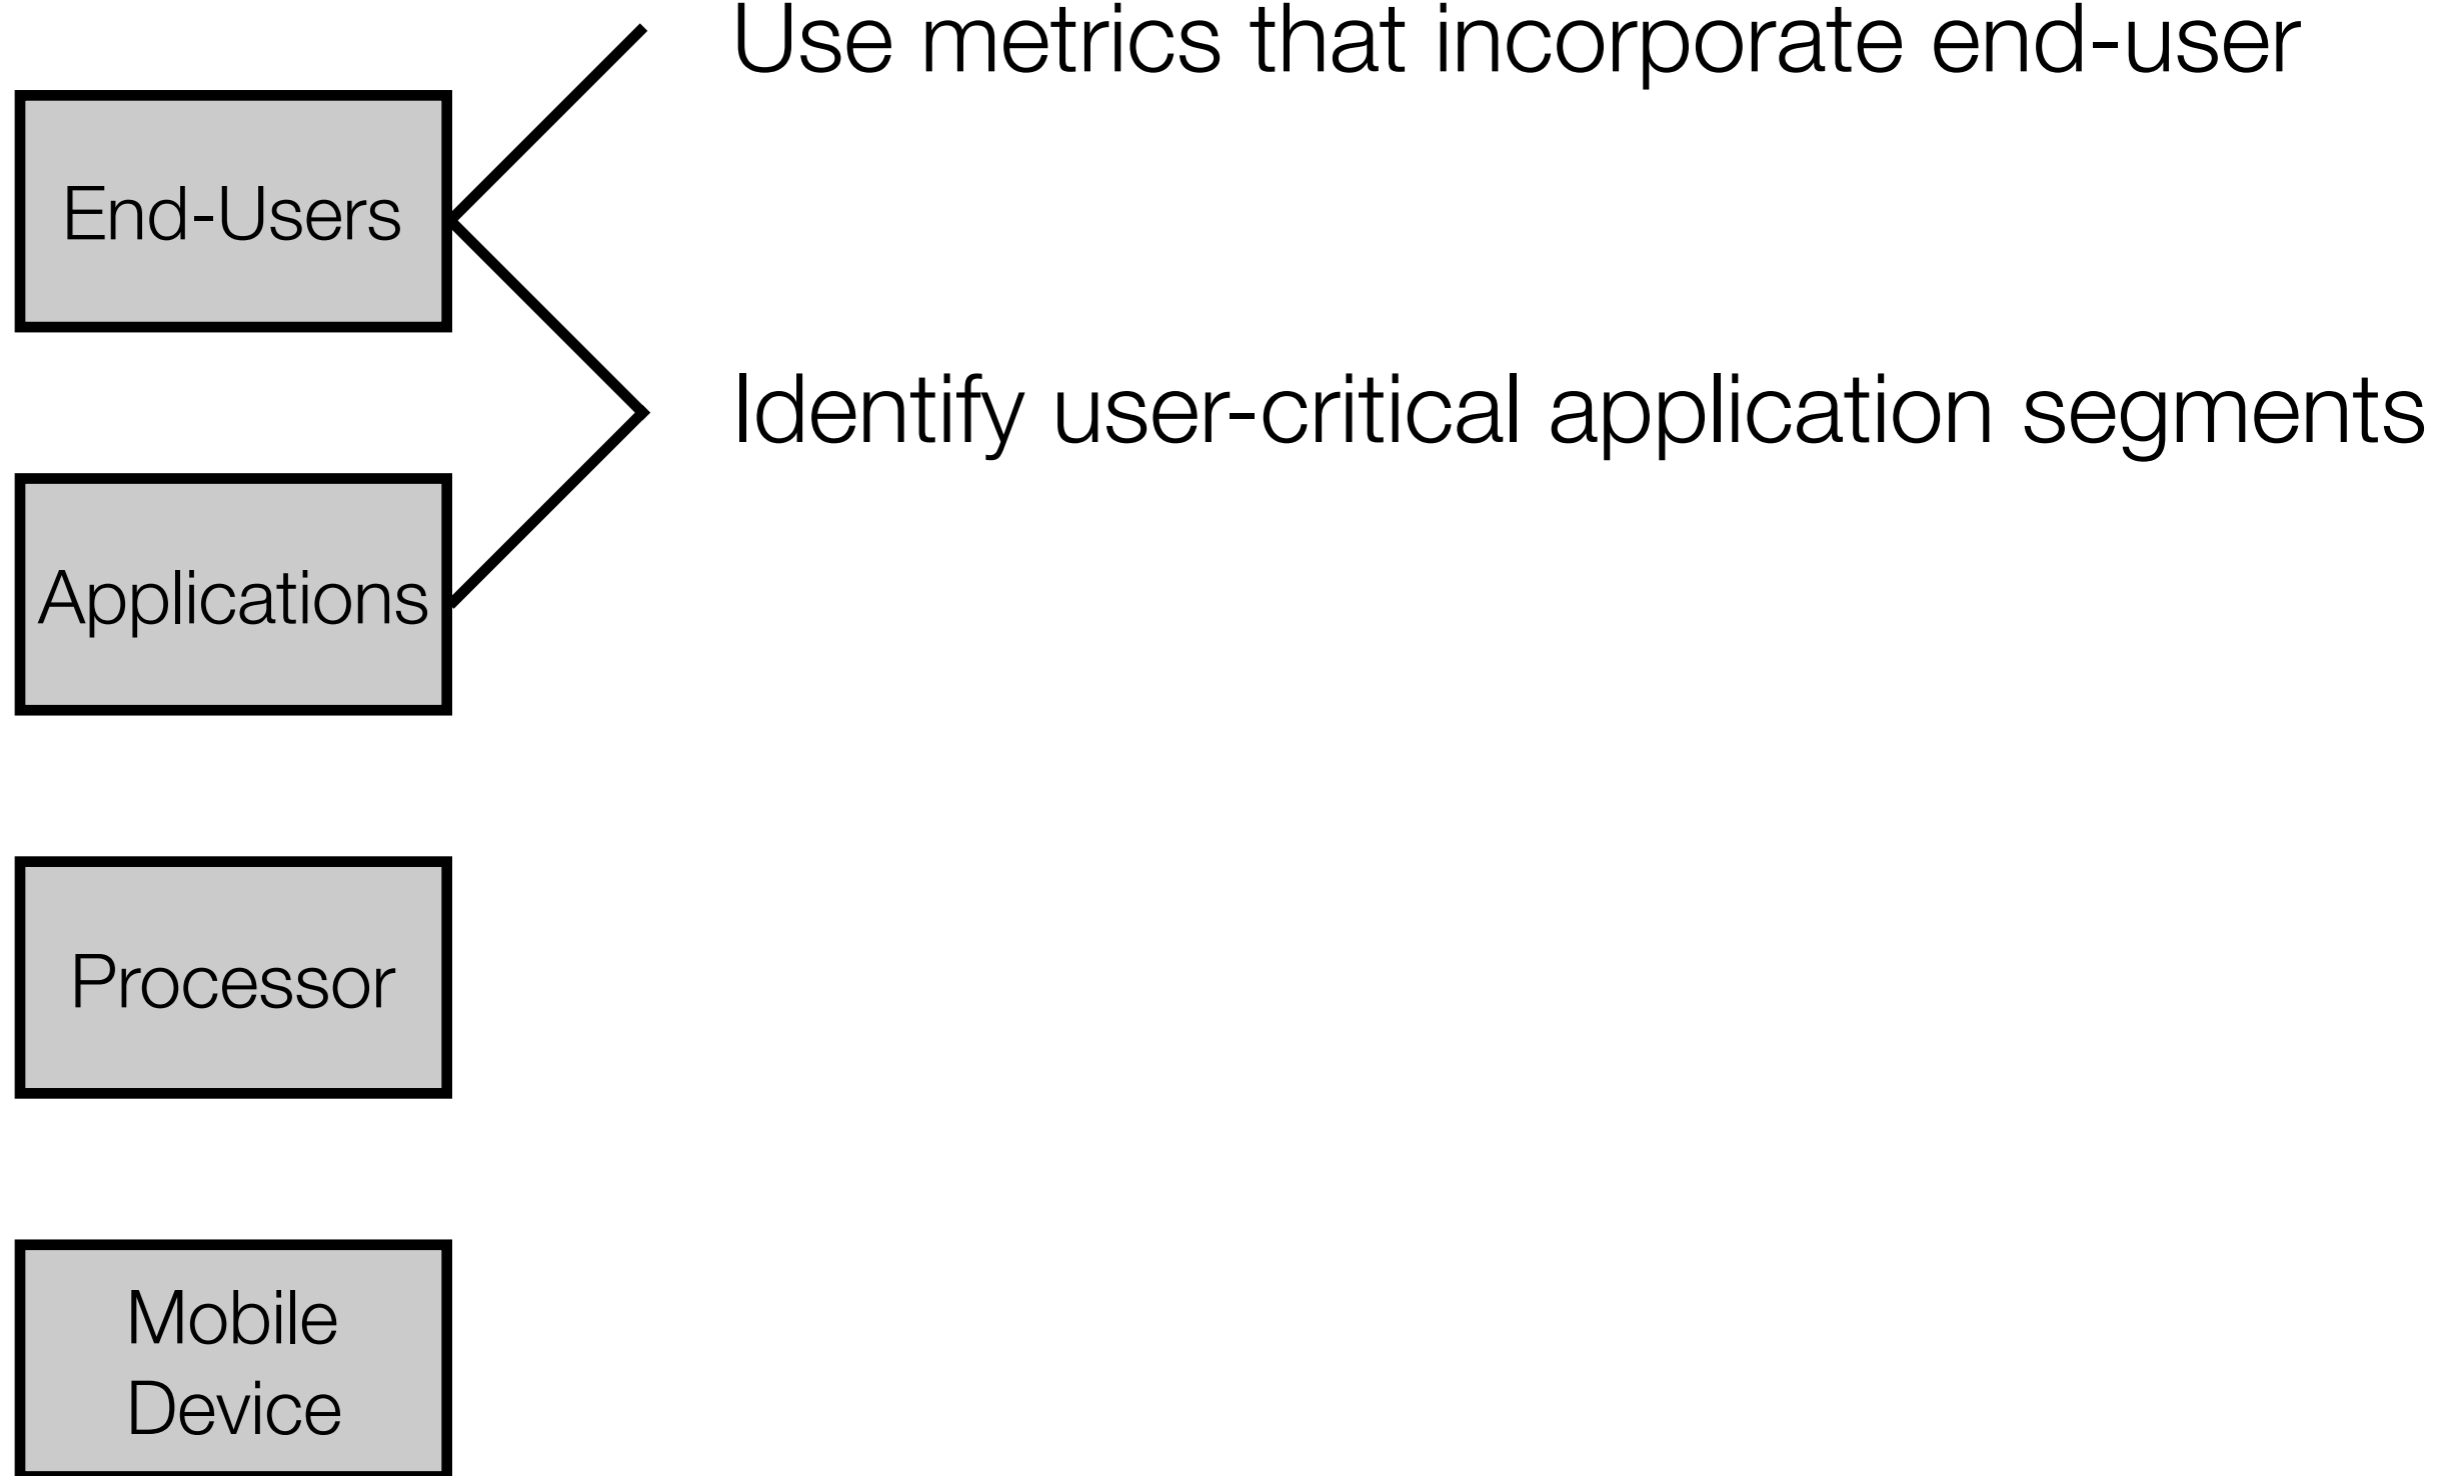 Use metrics that incorporate end-user
End-Users
Identify user-critical application segments
Applications
Processor
Mobile
Device